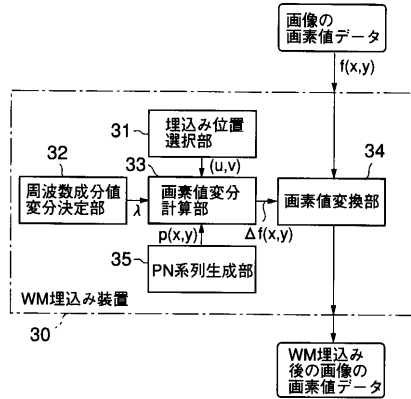 画像の
画素値データ
f(x,y)
31
埋込み位置
選択部
32
33
(u,v)
34
周波数成分値
変分決定部
λ
画素値変分
計算部
Δf(x,y)
画素値変換部
p(x,y)
35
PN系列生成部
WM埋込み装置
30
WM埋込み
後の画像の
画素値データ